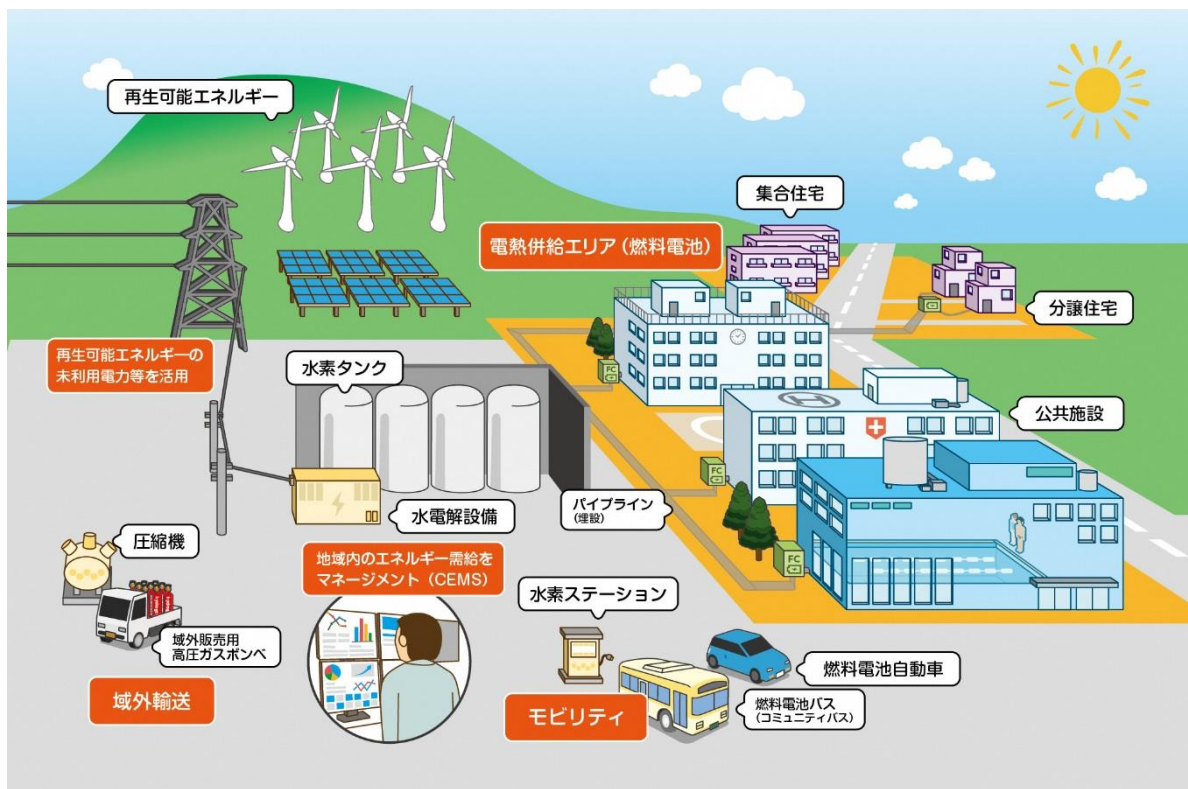 再生可能エネルギー
集合住宅
電熱併給エリア（燃料電池）
分譲住宅
再生可能エネルギーの
未利用電力等を活用
水素タンク
FC
公共施設
H
FC
水電解設備
パイプライン
（埋設）
圧縮機
地域内のエネルギー需給を
マネージメント（CEMS）
FC
水素ステーション
域外販売用
高圧ガスボンベ
燃料電池自動車
域外輸送
モビリティ
燃料電池バス
（コミュニティバス）